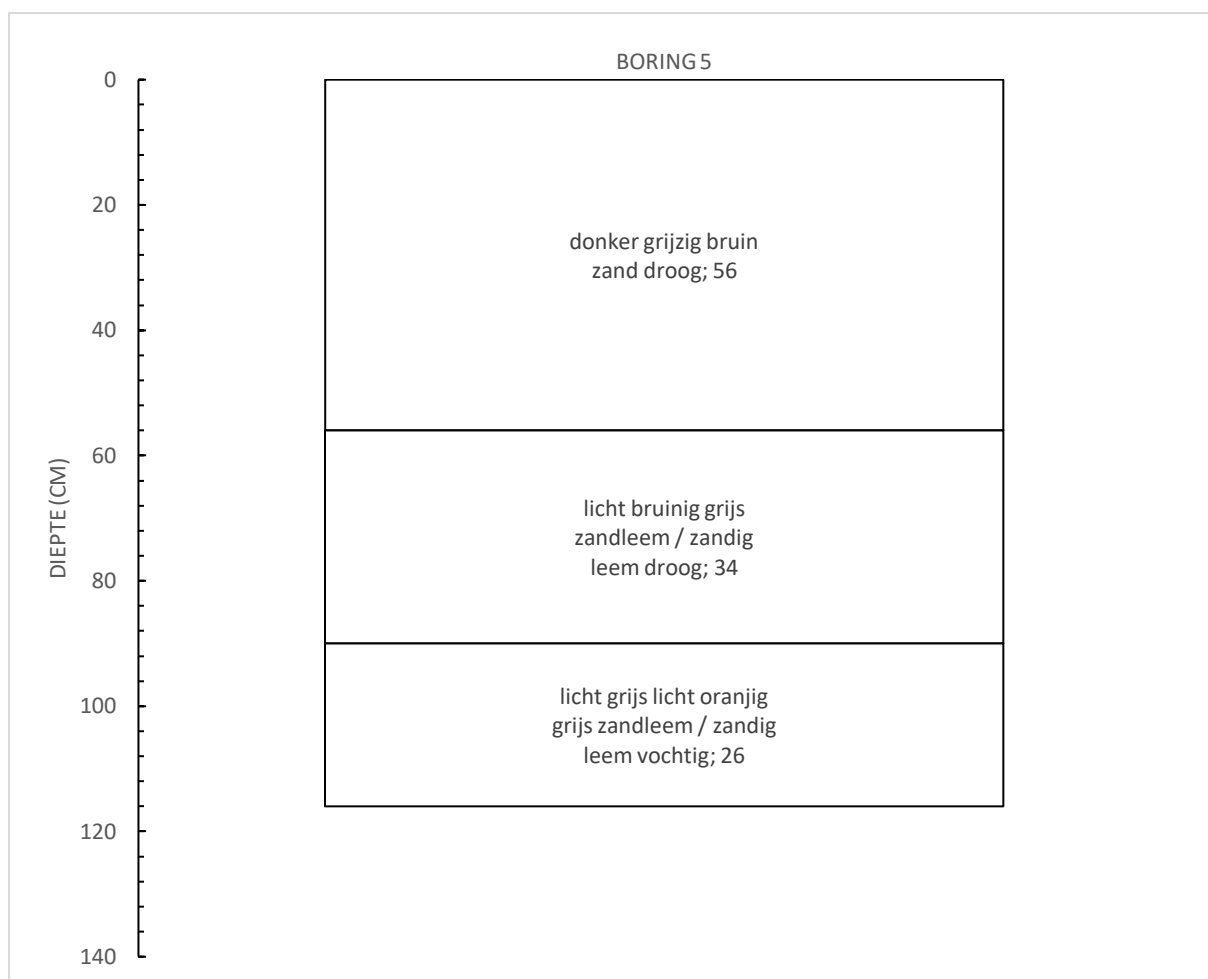 BORING 5
0
20
40
60
80
100
120
140
DIEPTE (CM)
donker grijzig bruin
zand droog; 56
licht bruinig grijs
zandleem / zandig
leem droog; 34
licht grijs licht oranjig
grijs zandleem / zandig
leem vochtig; 26